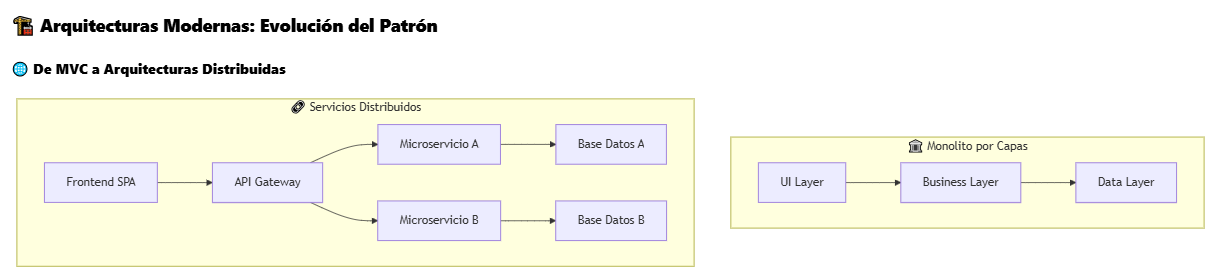 🏗️ Arquitecturas Modernas: Evolución del Patrón
🌐 De MVC a Arquitecturas Distribuidas
🔗 Servicios Distribuidos
Frontend SPA
API Gateway
Microservicio A
Base Datos A
Microservicio B
Base Datos B
🏛️ Monolito por Capas
UI Layer
Business Layer
Data Layer